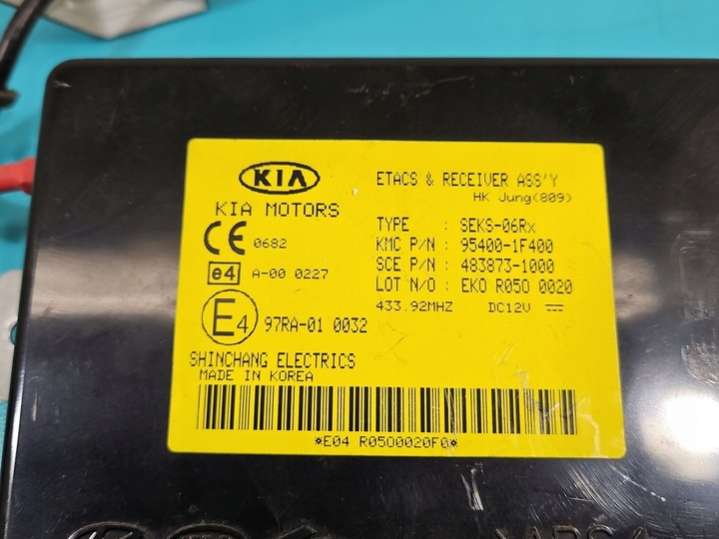 KIA
KIA MOTORS
ETACS & RECEIVER ASS'Y
HK Jung(809)
TYPE : SEKS-06Rx
KMC P/N : 95400-1F400
SCE P/N : 483873-1000
LOT N/O : EKO R050 0020
433.92MHZ DC12V
CE 0682
e4 A-00 0227
E4 97RA-01 0032
SHINCHANG ELECTRICS
MADE IN KOREA
*E04 R0500020FQ*